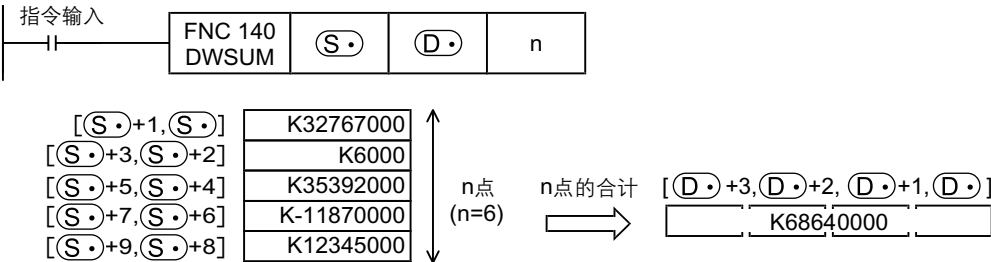 指令输入
FNC 140
DWSUM
S・
D・
n
[S・+1,S・] K32767000
[S・+3,S・+2] K6000
[S・+5,S・+4] K35392000
[S・+7,S・+6] K-11870000
[S・+9,S・+8] K12345000
n点
(n=6)
n点的合计
[D・+3,D・+2, D・+1,D・]
K68640000